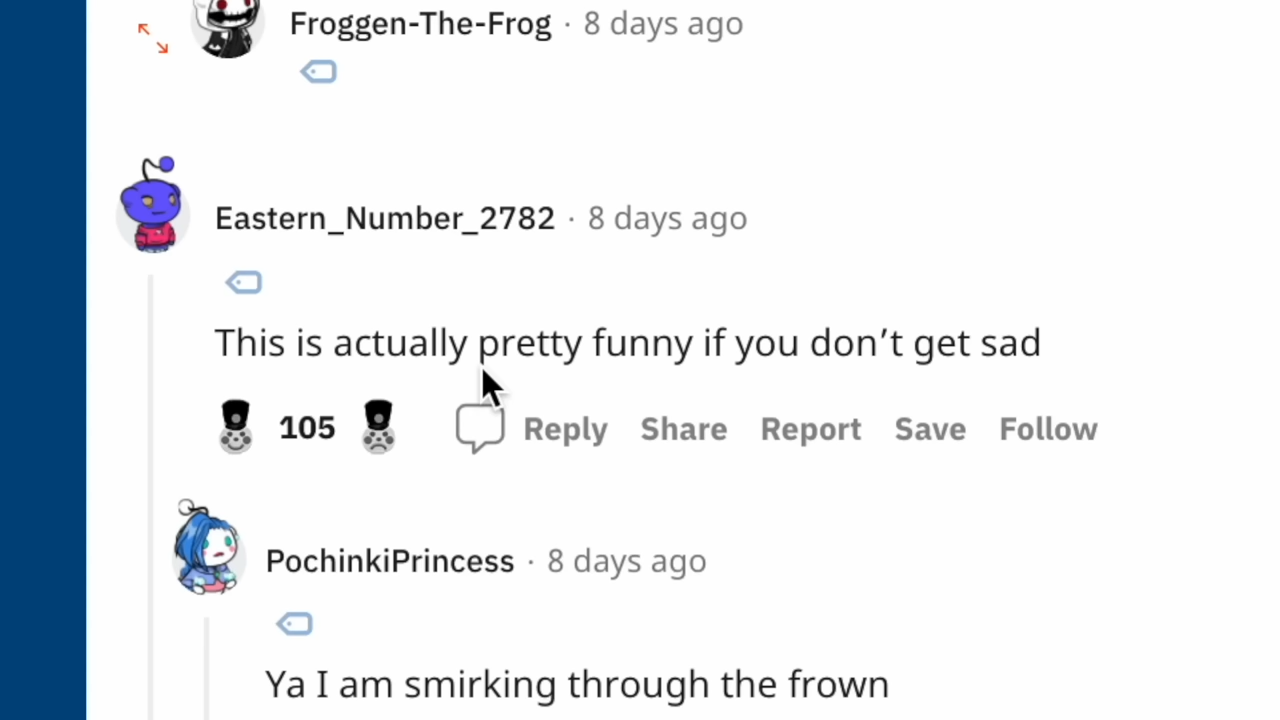 Froggen-The-Frog · 8 days ago
Eastern_Number_2782 · 8 days ago
This is actually pretty funny if you don’t get sad
105 Reply Share Report Save Follow
PochinkiPrincess · 8 days ago
Ya I am smirking through the frown